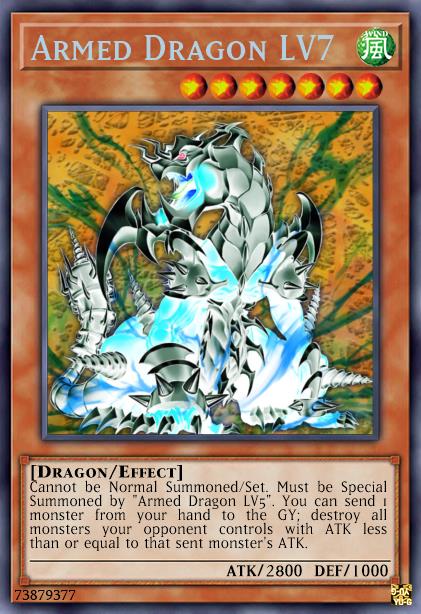 ARMED DRAGON LV7
WIND
風
[DRAGON/EFFECT]
Cannot be Normal Summoned/Set. Must be Special
Summoned by "Armed Dragon LV5". You can send 1
monster from your hand to the GY; destroy all
monsters your opponent controls with ATK less
than or equal to that sent monster's ATK.
ATK/2800 DEF/1000
73879377